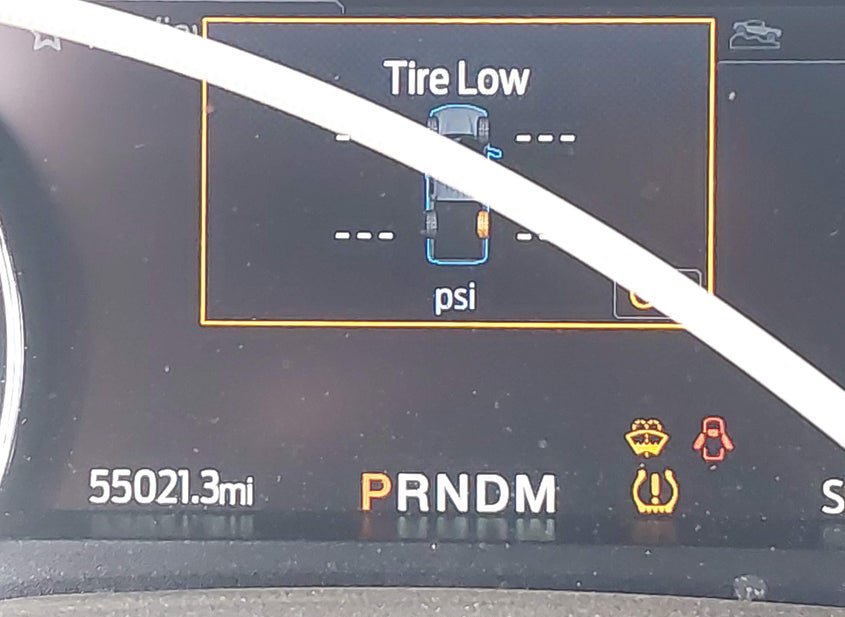 Tire Low
- ---
--- --
psi
55021.3mi PRNDM
S